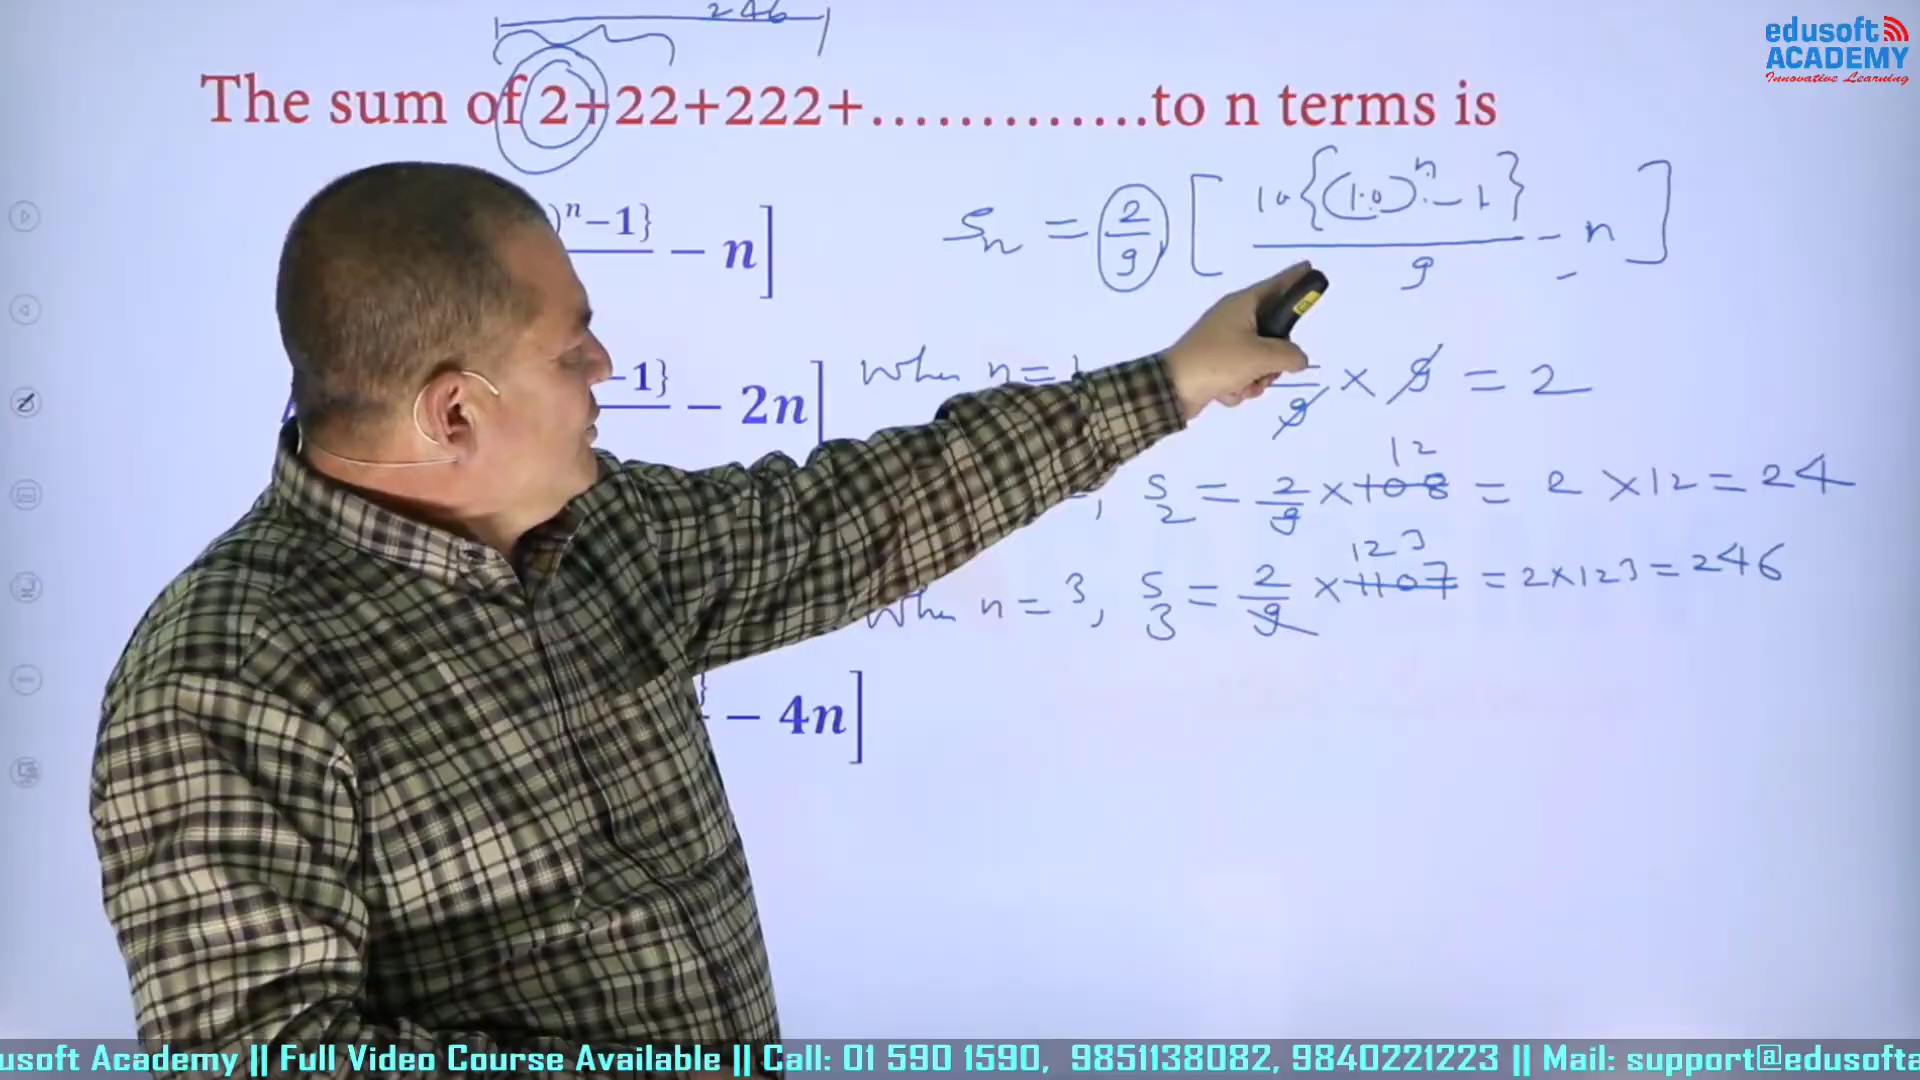 246
edusoft
ACADEMY
Innovative Learning
The sum of 2+22+222+.............to n terms is
)ⁿ−1}
− n]
Sn = 2/9 [ 10{(10)ⁿ − 1} / 9 − n ]
−1}
− 2n]
When n = 1
9 × 9 = 2
, S2 = 2/9 × 108 12 = 2 × 12 = 24
When n = 3, S3 = 2/9 × 1107 123 = 2×123 = 246
}
− 4n]
usoft Academy || Full Video Course Available || Call: 01 590 1590, 9851138082, 9840221223 || Mail: support@edusofta